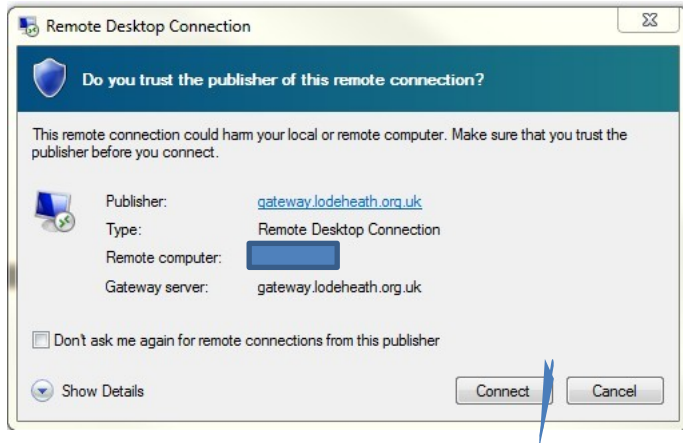 Remote Desktop Connection
Do you trust the publisher of this remote connection?
This remote connection could harm your local or remote computer. Make sure that you trust the
publisher before you connect.
Publisher: gateway.lodeheath.org.uk
Type: Remote Desktop Connection
Remote computer:
Gateway server: gateway.lodeheath.org.uk
Don't ask me again for remote connections from this publisher
Show Details Connect Cancel